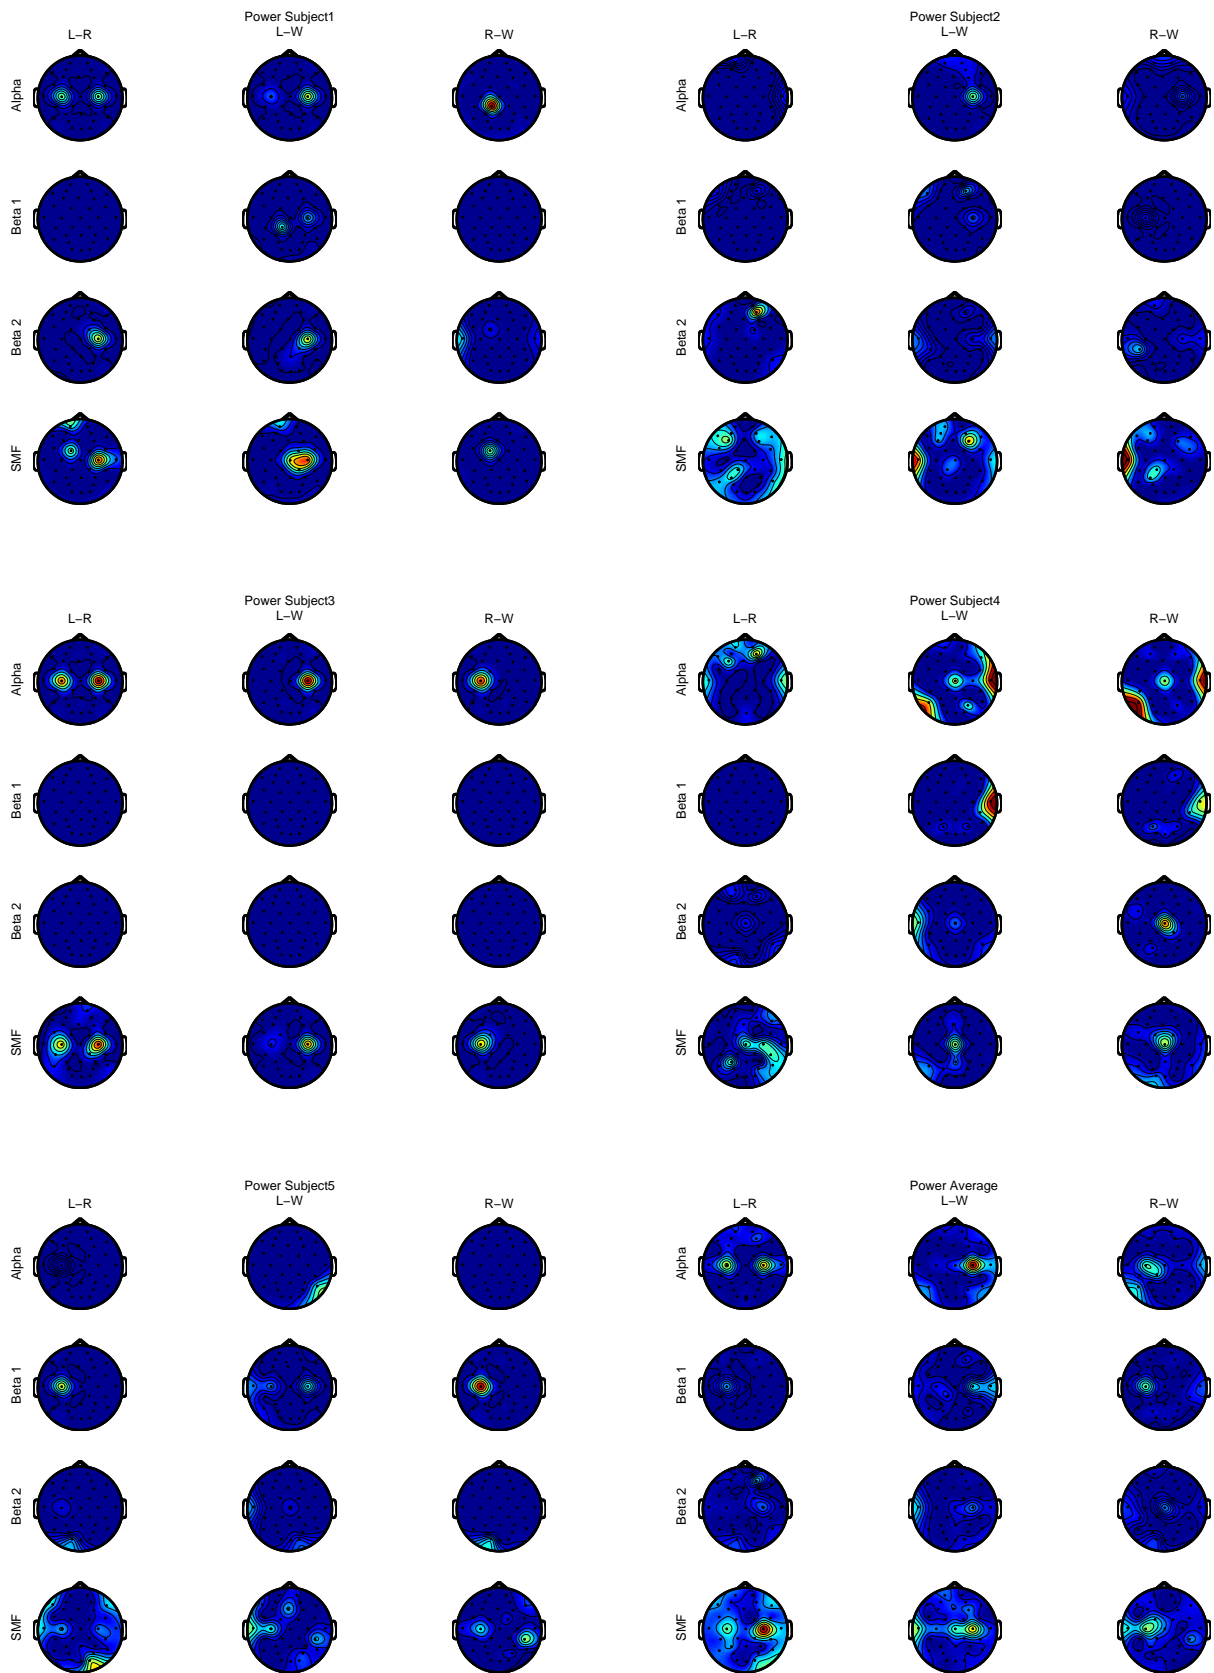 Power Subject1
L−R L−W R−W
Alpha
Beta 1
Beta 2
SMF
Power Subject2
L−R L−W R−W
Alpha
Beta 1
Beta 2
SMF
Power Subject3
L−R L−W R−W
Alpha
Beta 1
Beta 2
SMF
Power Subject4
L−R L−W R−W
Alpha
Beta 1
Beta 2
SMF
Power Subject5
L−R L−W R−W
Alpha
Beta 1
Beta 2
SMF
Power Average
L−R L−W R−W
Alpha
Beta 1
Beta 2
SMF